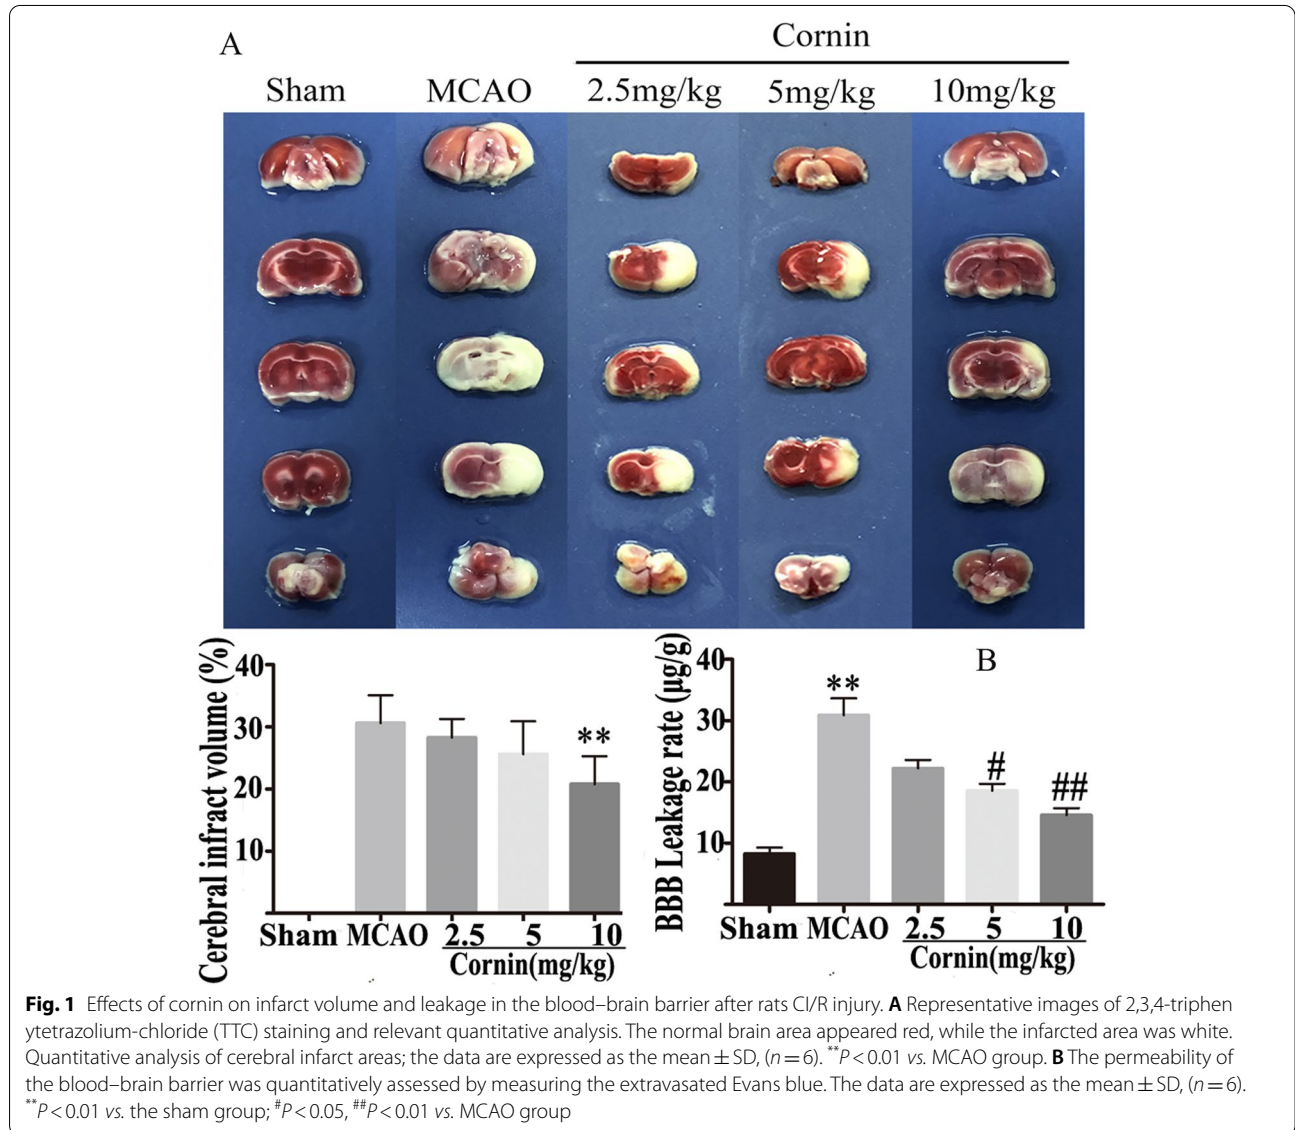 A
Cornin
Sham MCAO 2.5mg/kg 5mg/kg 10mg/kg
Cerebral infract volume (%)
40
30
20
10
**
Sham MCAO 2.5 5 10
Cornin(mg/kg)
B
BBB Leakage rate (µg/g)
40
30
20
10
**
#
##
Sham MCAO 2.5 5 10
Cornin(mg/kg)
Fig. 1 Effects of cornin on infarct volume and leakage in the blood–brain barrier after rats CI/R injury. A Representative images of 2,3,4-triphen
ytetrazolium-chloride (TTC) staining and relevant quantitative analysis. The normal brain area appeared red, while the infarcted area was white.
Quantitative analysis of cerebral infarct areas; the data are expressed as the mean ± SD, (n = 6). **P < 0.01 vs. MCAO group. B The permeability of
the blood–brain barrier was quantitatively assessed by measuring the extravasated Evans blue. The data are expressed as the mean ± SD, (n = 6).
**P < 0.01 vs. the sham group; #P < 0.05, ##P < 0.01 vs. MCAO group